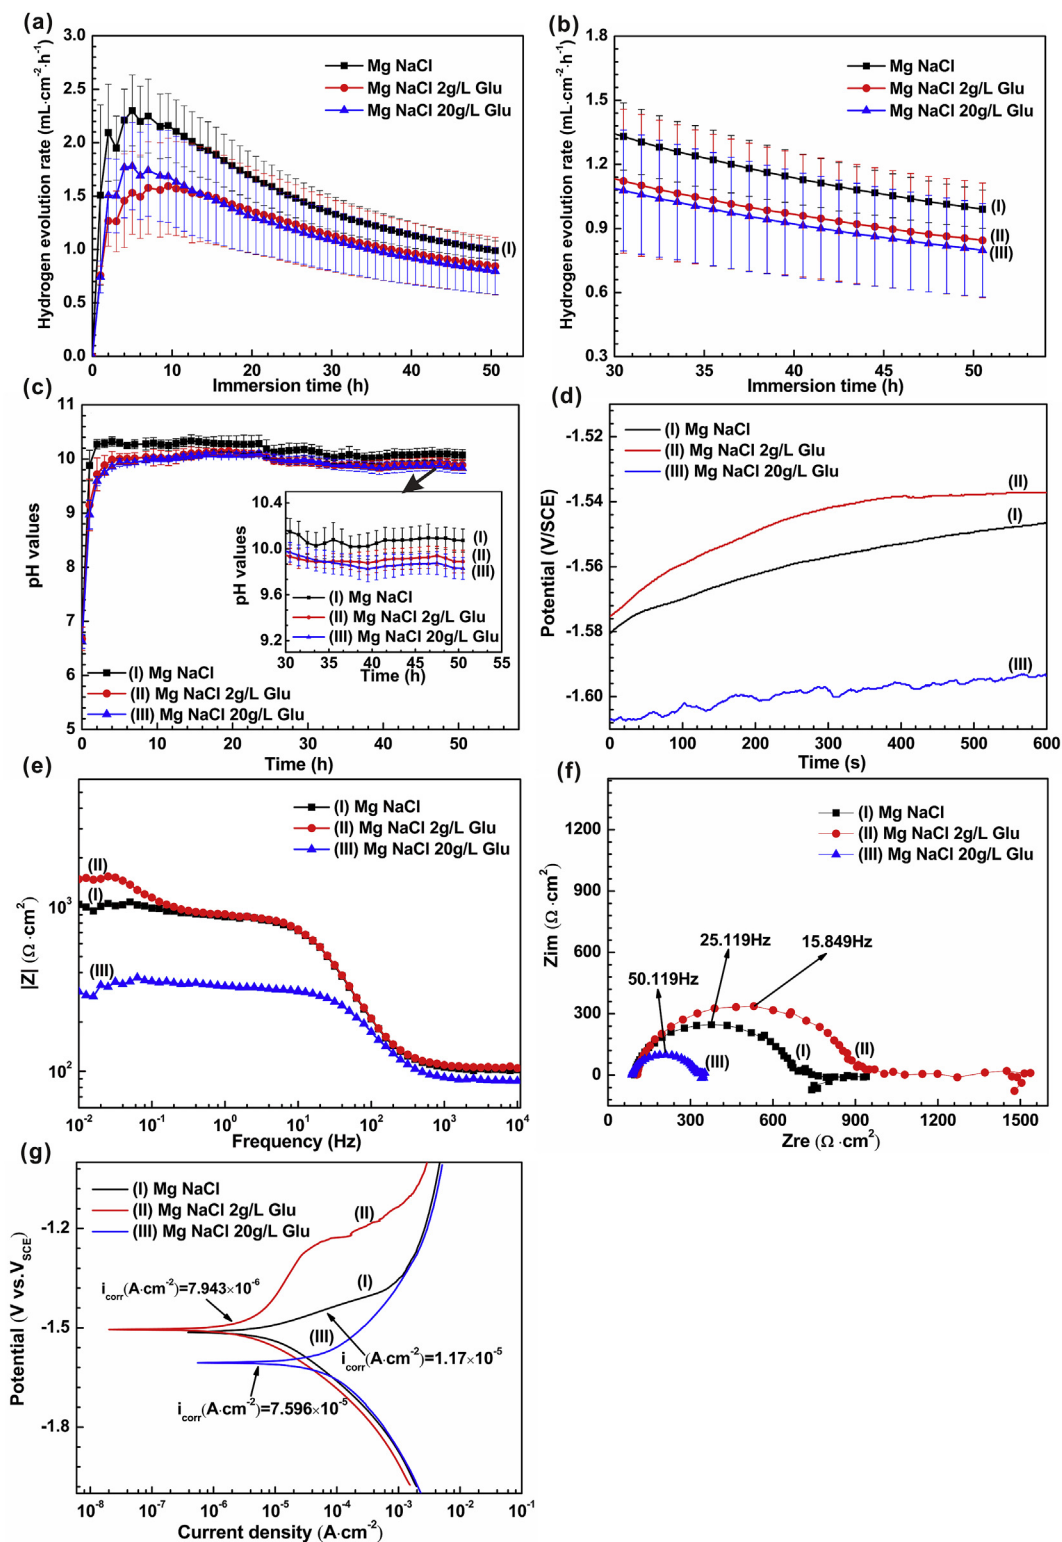 (a)
3.0
2.5
2.0
1.5
1.0
0.5
0.0
Hydrogen evolution rate (mL·cm⁻²·h⁻¹)
Mg NaCl
Mg NaCl 2g/L Glu
Mg NaCl 20g/L Glu
(I)
0 10 20 30 40 50
Immersion time (h)
(b)
1.8
1.5
1.2
0.9
0.6
0.3
Hydrogen evolution rate (mL·cm⁻²·h⁻¹)
Mg NaCl
Mg NaCl 2g/L Glu
Mg NaCl 20g/L Glu
(I)
(II)
(III)
30 35 40 45 50
Immersion time (h)
(c)
11
10
9
8
7
6
5
pH values
10.4
10.0
9.6
9.2
pH values
(I)
(II)
(III)
(I) Mg NaCl
(II) Mg NaCl 2g/L Glu
(III) Mg NaCl 20g/L Glu
30 35 40 45 50 55
Time (h)
(I) Mg NaCl
(II) Mg NaCl 2g/L Glu
(III) Mg NaCl 20g/L Glu
0 10 20 30 40 50
Time (h)
(d)
-1.52
-1.54
-1.56
-1.58
-1.60
Potential (V/SCE)
(I) Mg NaCl
(II) Mg NaCl 2g/L Glu
(III) Mg NaCl 20g/L Glu
(II)
(I)
(III)
0 100 200 300 400 500 600
Time (s)
(e)
10³
10²
|Z| (Ω·cm²)
(I) Mg NaCl
(II) Mg NaCl 2g/L Glu
(III) Mg NaCl 20g/L Glu
(II)
(I)
(III)
10⁻² 10⁻¹ 10⁰ 10¹ 10² 10³ 10⁴
Frequency (Hz)
(f)
1200
900
600
300
0
Zim (Ω·cm²)
(I) Mg NaCl
(II) Mg NaCl 2g/L Glu
(III) Mg NaCl 20g/L Glu
25.119Hz
15.849Hz
50.119Hz
(I)
(II)
(III)
0 300 600 900 1200 1500
Zre (Ω·cm²)
(g)
-1.2
-1.5
-1.8
Potential (V vs.V_SCE)
(I) Mg NaCl
(II) Mg NaCl 2g/L Glu
(III) Mg NaCl 20g/L Glu
(II)
(I)
(III)
i_corr(A·cm⁻²)=7.943×10⁻⁶
i_corr(A·cm⁻²)=1.17×10⁻⁵
i_corr(A·cm⁻²)=7.596×10⁻⁵
10⁻⁸ 10⁻⁷ 10⁻⁶ 10⁻⁵ 10⁻⁴ 10⁻³ 10⁻² 10⁻¹
Current density (A·cm⁻²)